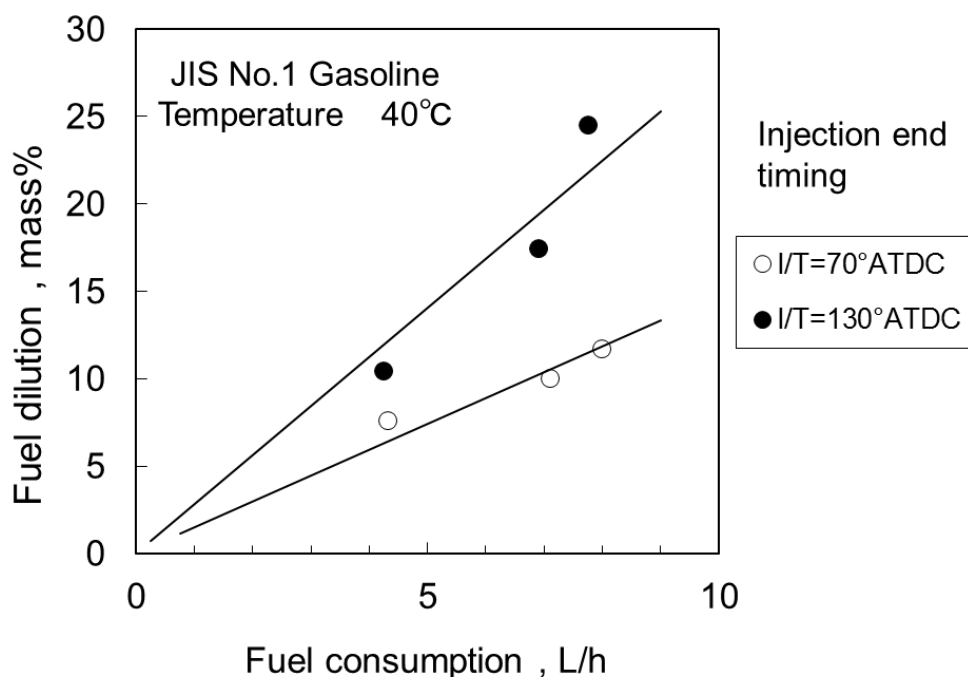 30
25
20
15
10
5
0
0
5
10
Fuel dilution , mass%
Fuel consumption , L/h
JIS No.1 Gasoline
Temperature 40°C
Injection end
timing
I/T=70°ATDC
I/T=130°ATDC